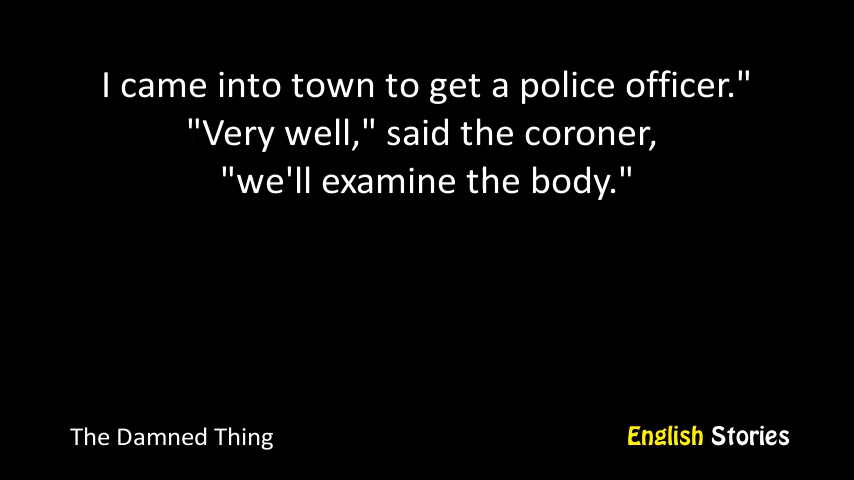 I came into town to get a police officer."
"Very well," said the coroner,
"we'll examine the body."
The Damned Thing
English Stories